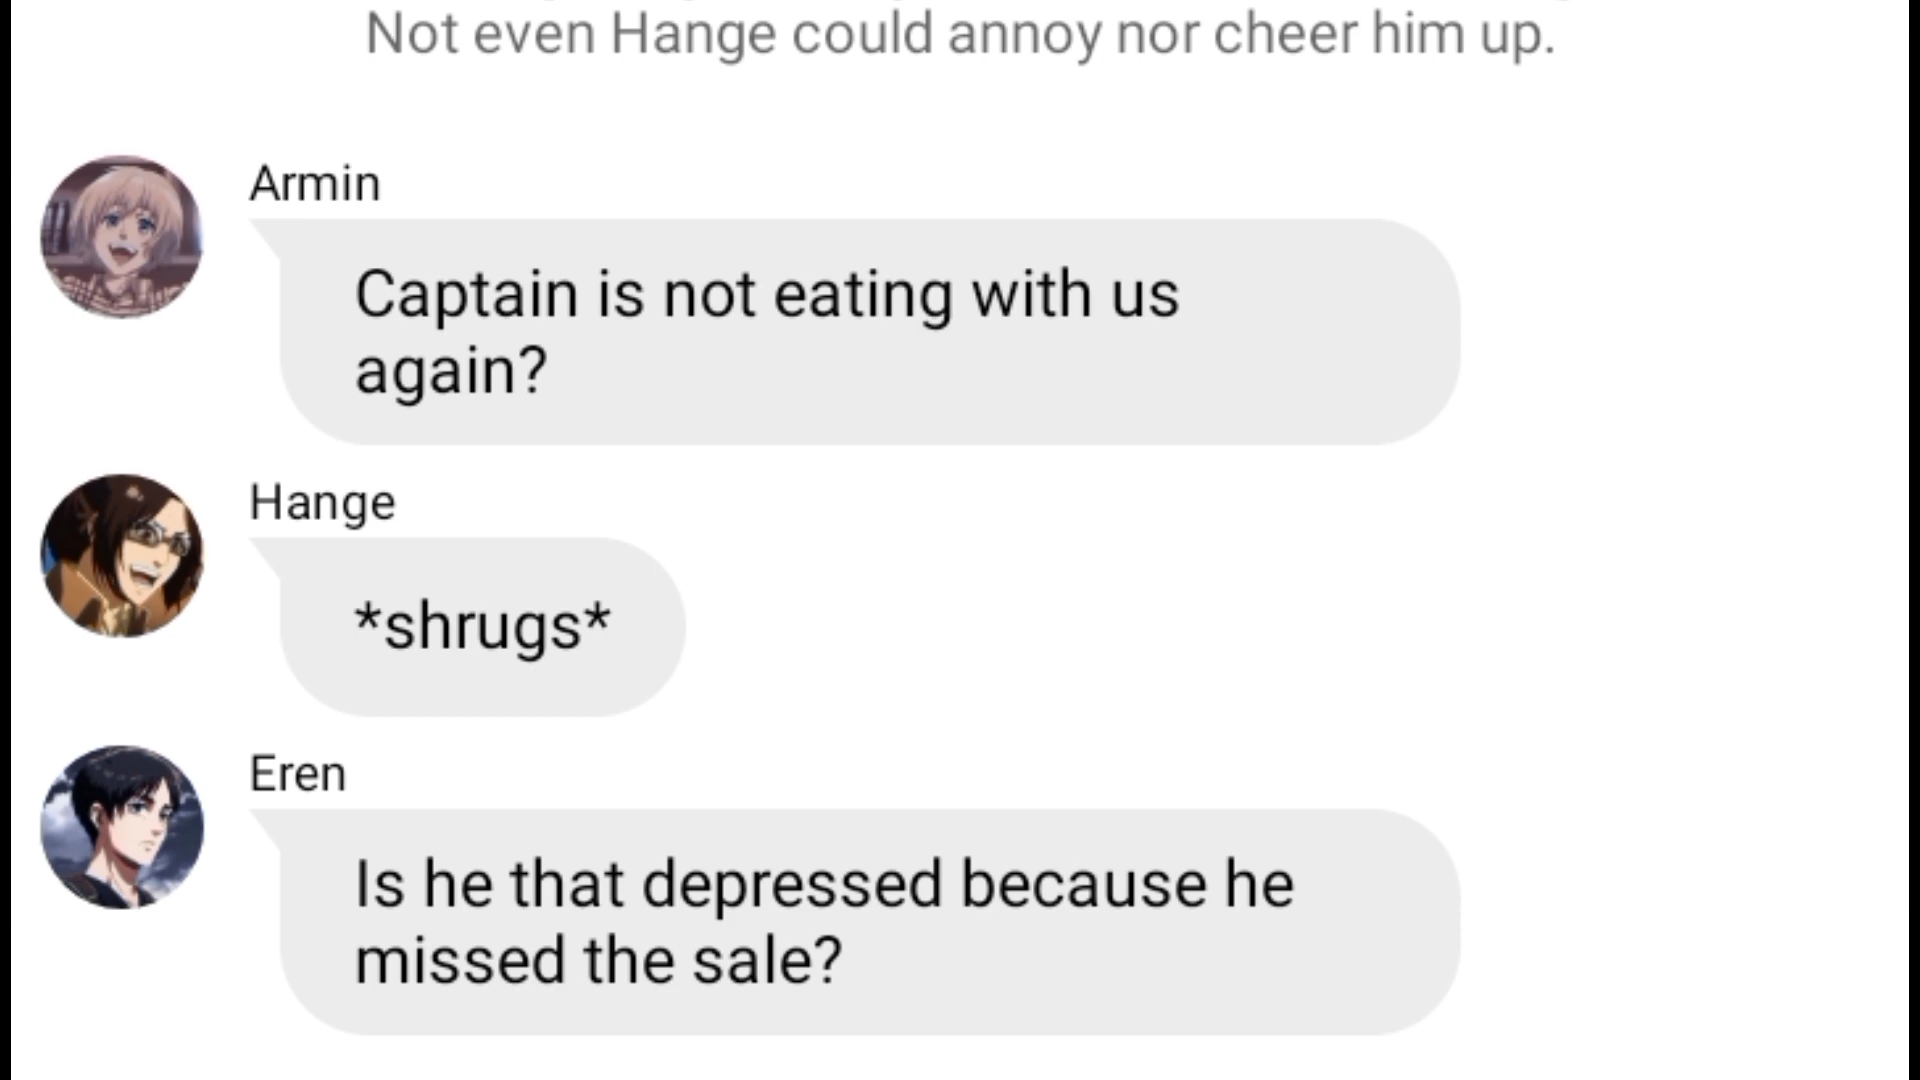 Not even Hange could annoy nor cheer him up.
Armin
Captain is not eating with us
again?
Hange
*shrugs*
Eren
Is he that depressed because he
missed the sale?